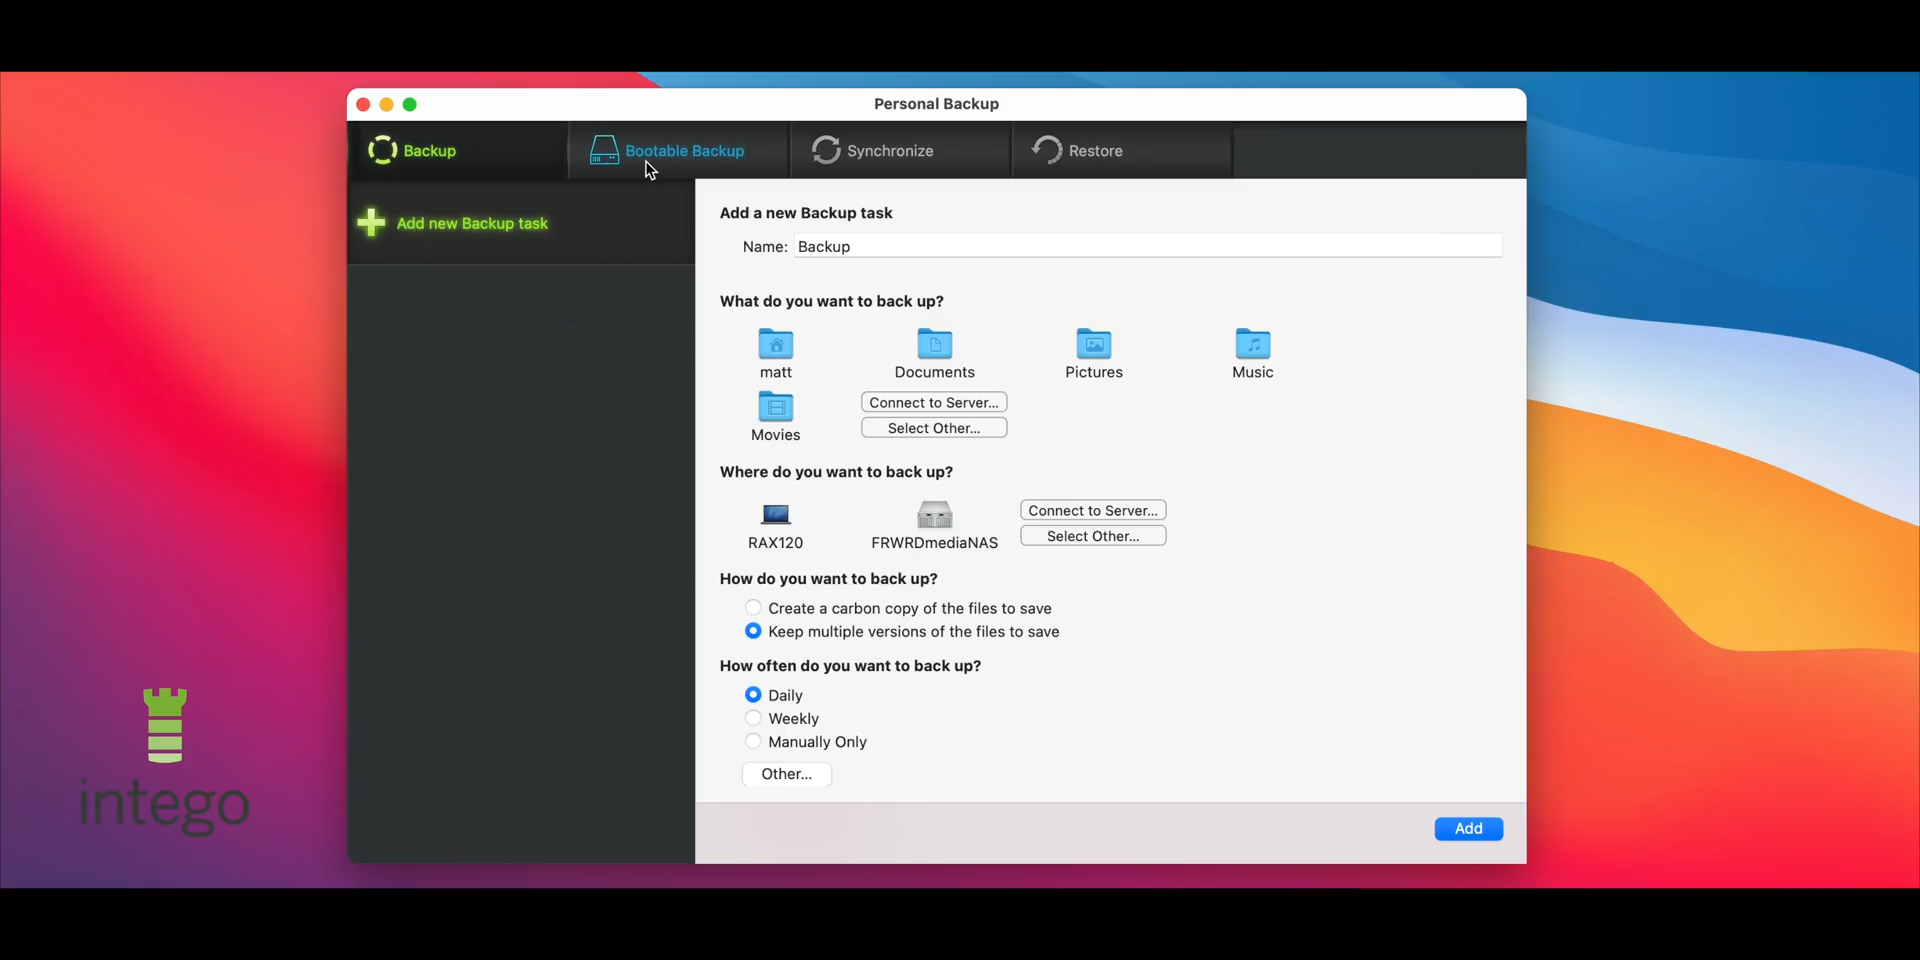 Personal Backup
Backup
Bootable Backup
Synchronize
Restore
Add new Backup task
Add a new Backup task
Name: Backup
What do you want to back up?
matt
Documents
Pictures
Music
Movies
Connect to Server...
Select Other...
Where do you want to back up?
RAX120
FRWRDmediaNAS
Connect to Server...
Select Other...
How do you want to back up?
Create a carbon copy of the files to save
Keep multiple versions of the files to save
How often do you want to back up?
Daily
Weekly
Manually Only
Other...
Add
intego